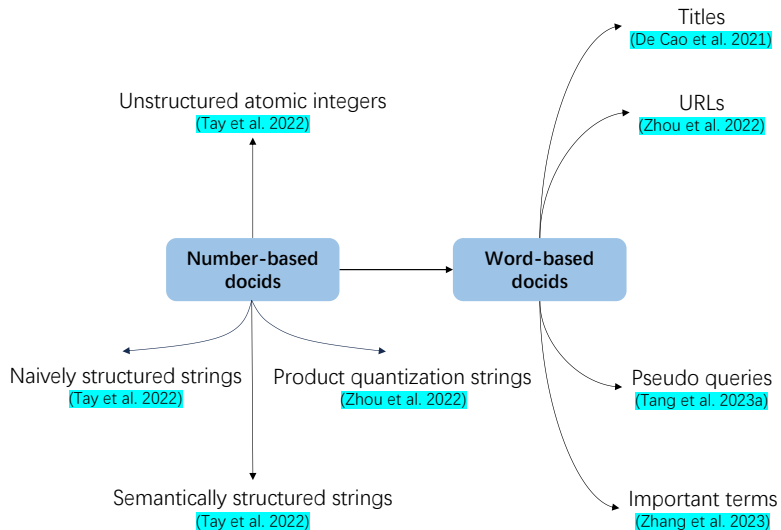 Titles
(De Cao et al. 2021)
Unstructured atomic integers
(Tay et al. 2022)
URLs
(Zhou et al. 2022)
Number-based
docids
Word-based
docids
Naively structured strings
(Tay et al. 2022)
Product quantization strings
(Zhou et al. 2022)
Pseudo queries
(Tang et al. 2023a)
Semantically structured strings
(Tay et al. 2022)
Important terms
(Zhang et al. 2023)